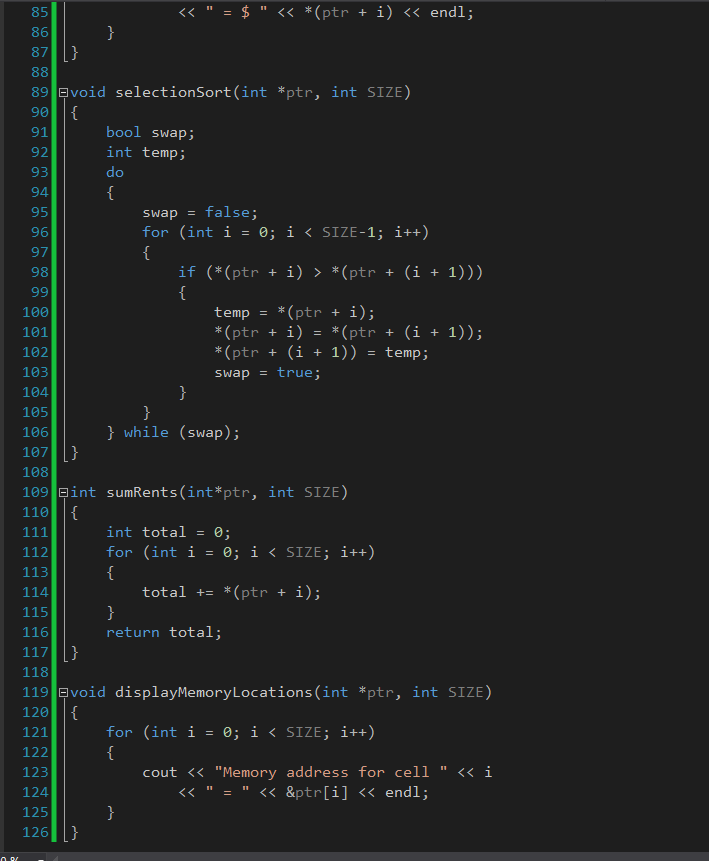 85 << " = $ " << *(ptr + i) << endl;
86 }
87 }
88
89 void selectionSort(int *ptr, int SIZE)
90 {
91 bool swap;
92 int temp;
93 do
94 {
95 swap = false;
96 for (int i = 0; i < SIZE-1; i++)
97 {
98 if (*(ptr + i) > *(ptr + (i + 1)))
99 {
100 temp = *(ptr + i);
101 *(ptr + i) = *(ptr + (i + 1));
102 *(ptr + (i + 1)) = temp;
103 swap = true;
104 }
105 }
106 } while (swap);
107 }
108
109 int sumRents(int*ptr, int SIZE)
110 {
111 int total = 0;
112 for (int i = 0; i < SIZE; i++)
113 {
114 total += *(ptr + i);
115 }
116 return total;
117 }
118
119 void displayMemoryLocations(int *ptr, int SIZE)
120 {
121 for (int i = 0; i < SIZE; i++)
122 {
123 cout << "Memory address for cell " << i
124 << " = " << &ptr[i] << endl;
125 }
126 }